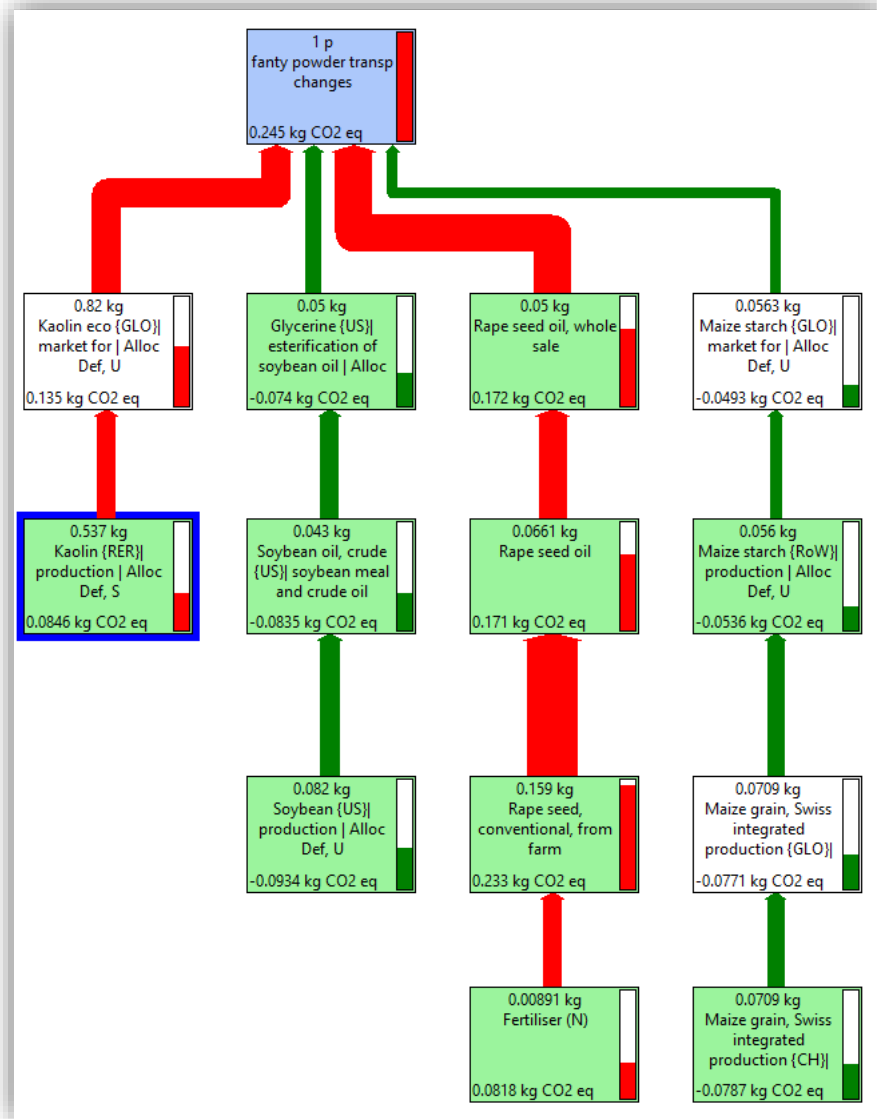 1 p
fanty powder transp
changes
0.245 kg CO2 eq
0.82 kg
Kaolin eco {GLO}|
market for | Alloc
Def, U
0.135 kg CO2 eq
0.05 kg
Glycerine {US}|
esterification of
soybean oil | Alloc
-0.074 kg CO2 eq
0.05 kg
Rape seed oil, whole
sale
0.172 kg CO2 eq
0.0563 kg
Maize starch {GLO}|
market for | Alloc
Def, U
-0.0493 kg CO2 eq
0.537 kg
Kaolin {RER}|
production | Alloc
Def, S
0.0846 kg CO2 eq
0.043 kg
Soybean oil, crude
{US}| soybean meal
and crude oil
-0.0835 kg CO2 eq
0.0661 kg
Rape seed oil
0.171 kg CO2 eq
0.056 kg
Maize starch {RoW}|
production | Alloc
Def, U
-0.0536 kg CO2 eq
0.082 kg
Soybean {US}|
production | Alloc
Def, U
-0.0934 kg CO2 eq
0.159 kg
Rape seed,
conventional, from
farm
0.233 kg CO2 eq
0.0709 kg
Maize grain, Swiss
integrated
production {GLO}|
-0.0771 kg CO2 eq
0.00891 kg
Fertiliser (N)
0.0818 kg CO2 eq
0.0709 kg
Maize grain, Swiss
integrated
production {CH}|
-0.0787 kg CO2 eq